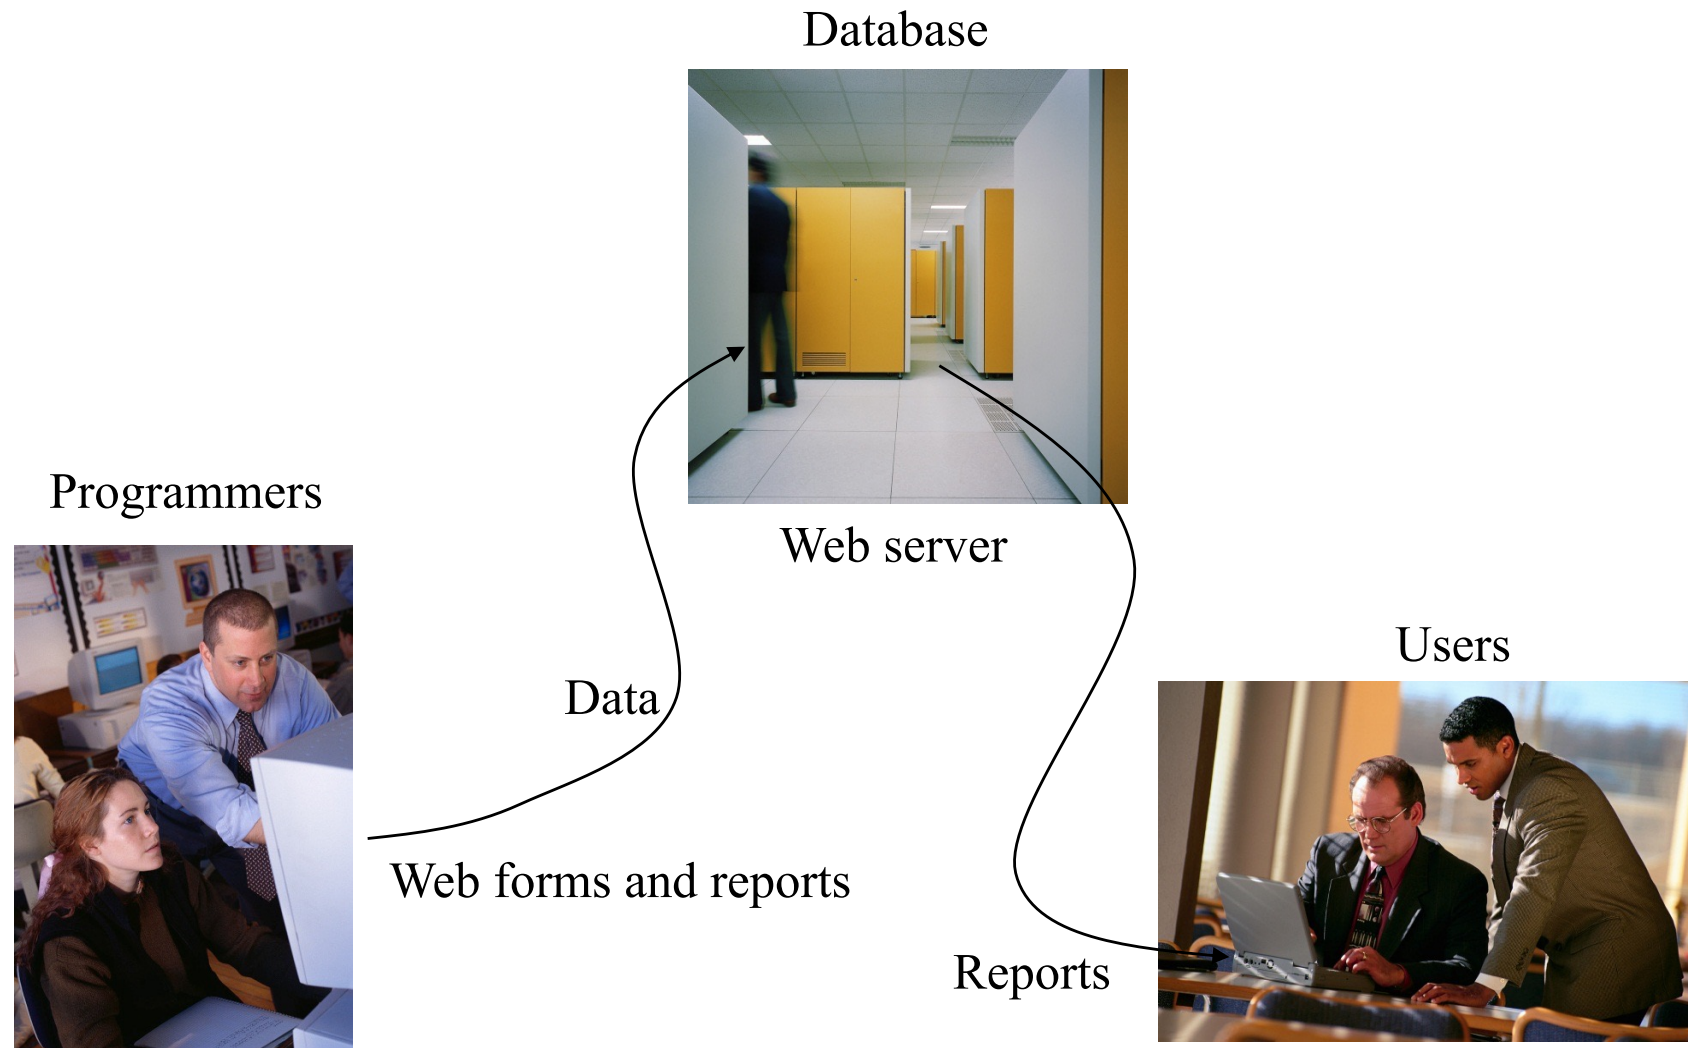 Database
Web server
Programmers
Data
Web forms and reports
Users
Reports